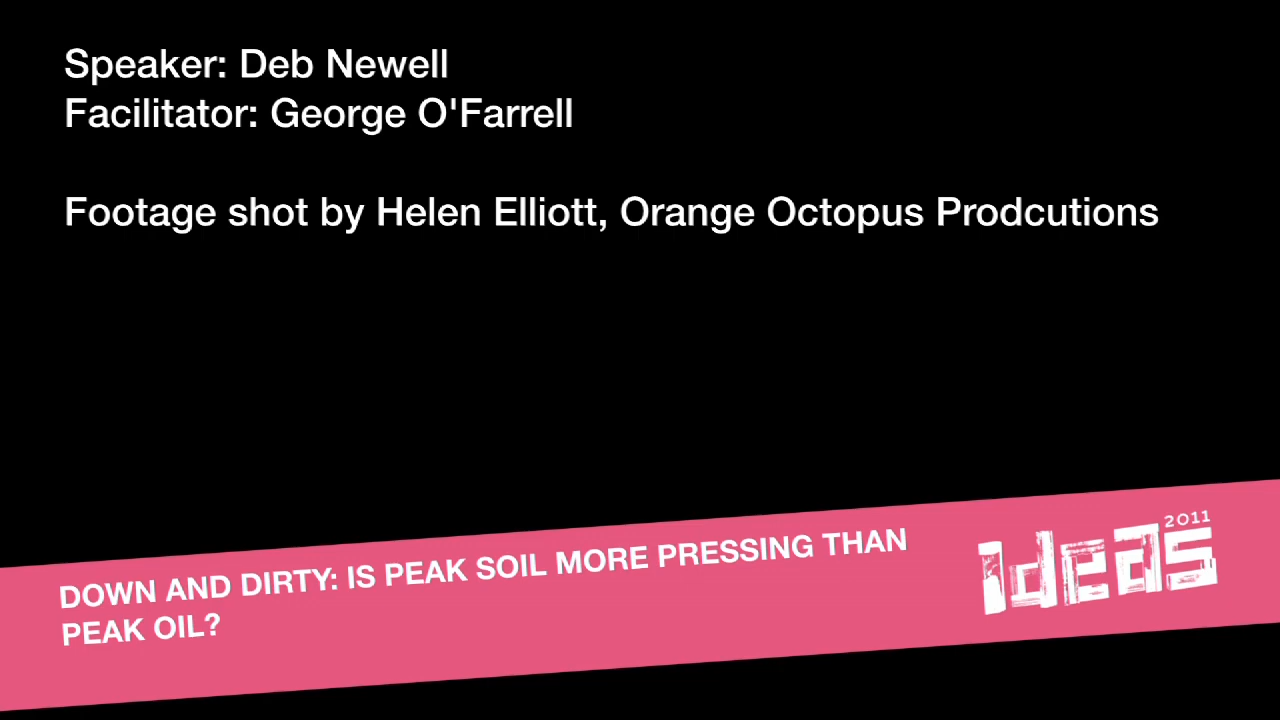 Speaker: Deb Newell
Facilitator: George O'Farrell
Footage shot by Helen Elliott, Orange Octopus Prodcutions
DOWN AND DIRTY: IS PEAK SOIL MORE PRESSING THAN
PEAK OIL?
2011
Ideas